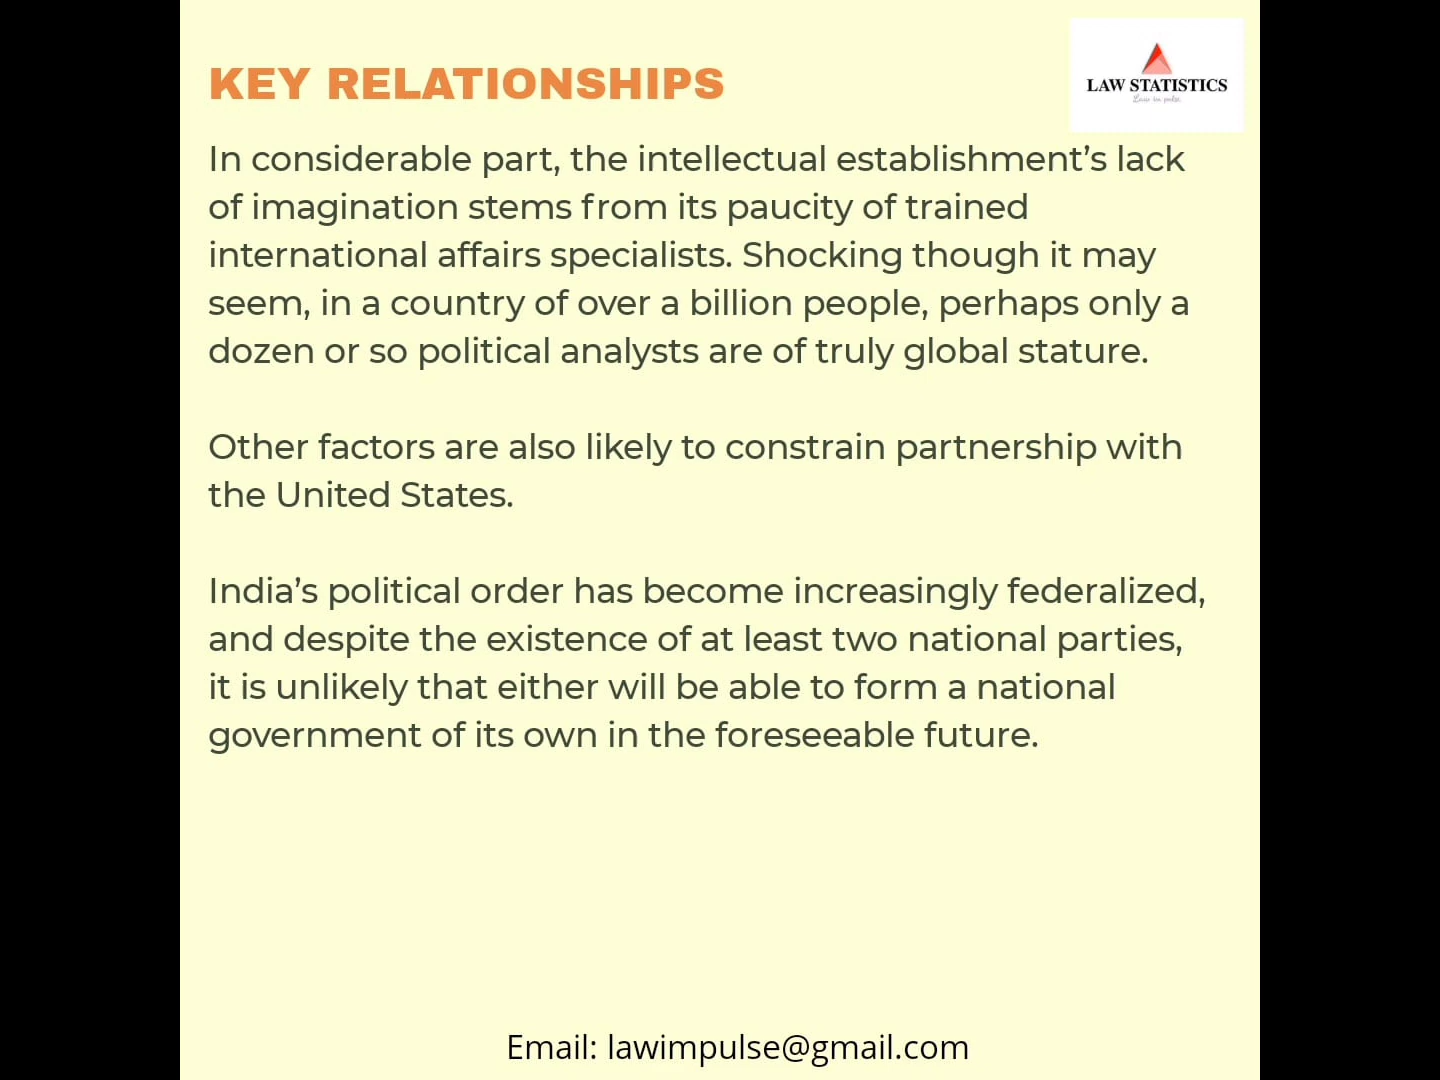 KEY RELATIONSHIPS
LAW STATISTICS
Law in pulse
In considerable part, the intellectual establishment’s lack
of imagination stems from its paucity of trained
international affairs specialists. Shocking though it may
seem, in a country of over a billion people, perhaps only a
dozen or so political analysts are of truly global stature.
Other factors are also likely to constrain partnership with
the United States.
India’s political order has become increasingly federalized,
and despite the existence of at least two national parties,
it is unlikely that either will be able to form a national
government of its own in the foreseeable future.
Email: lawimpulse@gmail.com